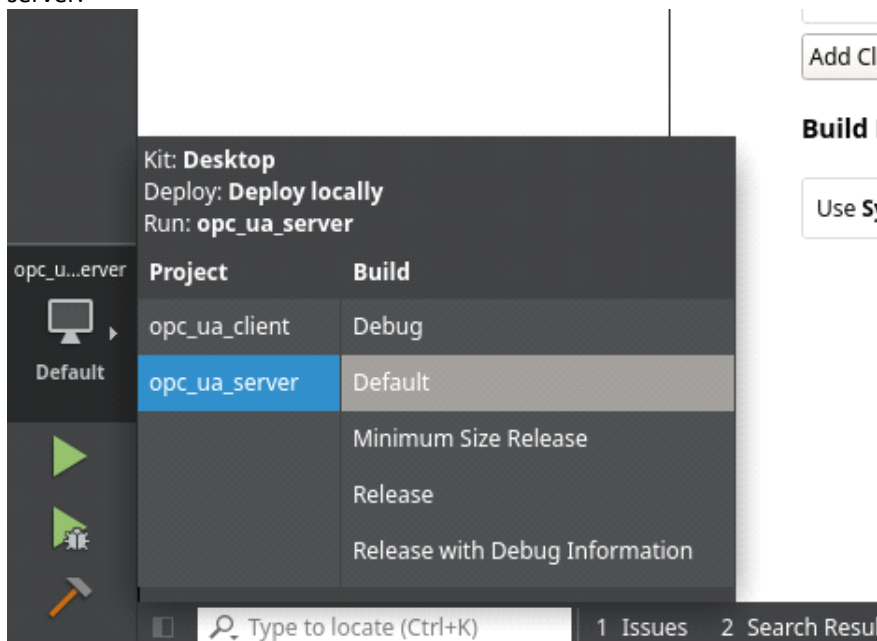 server.
Add Cl
Build
Use Sy
Kit: Desktop
Deploy: Deploy locally
Run: opc_ua_server
opc_u...erver
Default
Project Build
opc_ua_client Debug
opc_ua_server Default
Minimum Size Release
Release
Release with Debug Information
Type to locate (Ctrl+K) 1 Issues 2 Search Resul